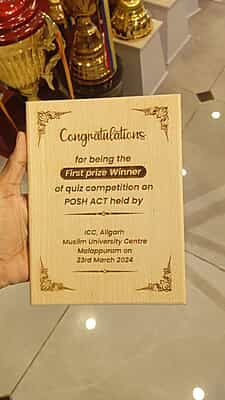 Congratulations
for being the
First prize Winner
of quiz competition on
POSH ACT held by
ICC, Aligarh
Muslim University Centre
Malappuram on
23rd March 2024